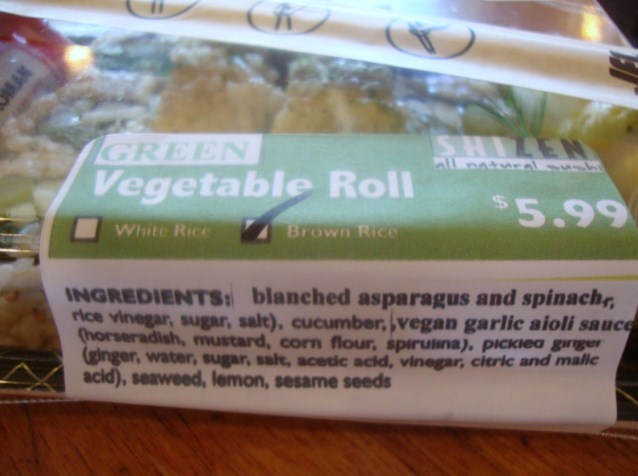 GREEN
SHIZEN
all natural sushi
Vegetable Roll
$5.99
White Rice
Brown Rice
INGREDIENTS: blanched asparagus and spinach,
rice vinegar, sugar, salt), cucumber, vegan garlic aioli sauce
(horseradish, mustard, corn flour, spirulina), pickled ginger
(ginger, water, sugar, salt, acetic acid, vinegar, citric and malic
acid), seaweed, lemon, sesame seeds